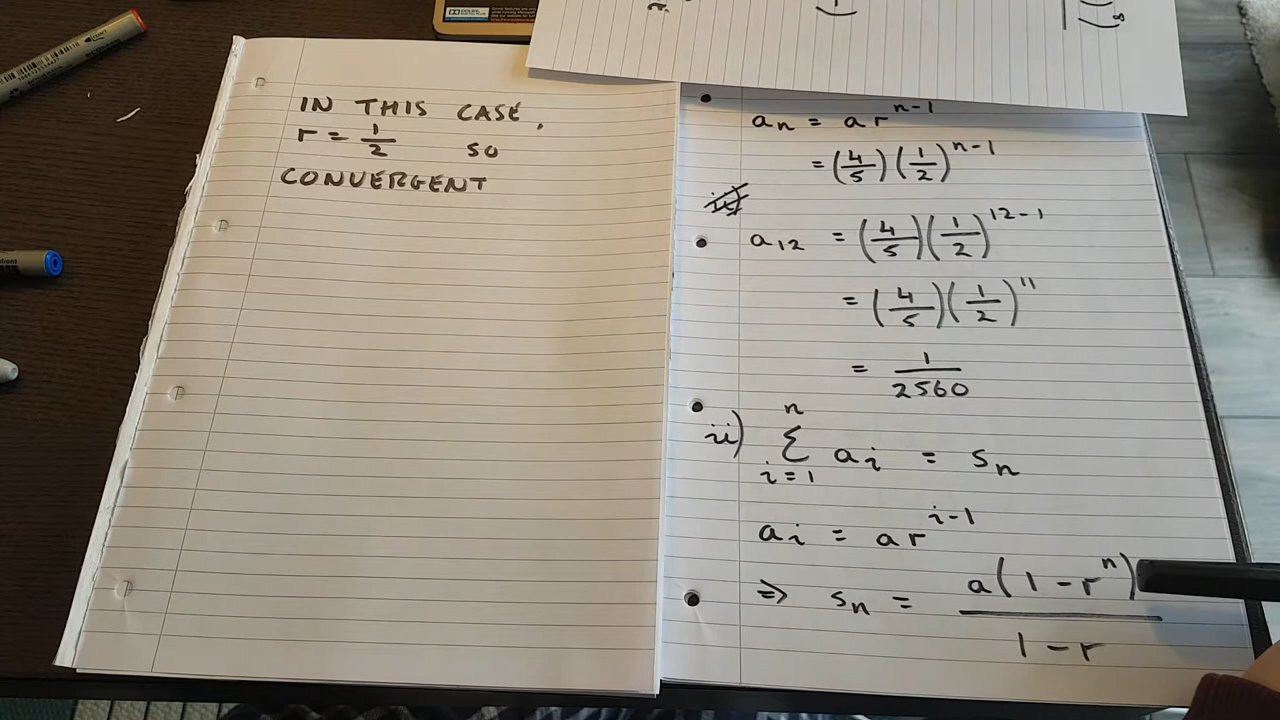 IN THIS CASE,
r = 1/2 so
CONVERGENT
aₙ = ar^(n-1)
= (4/5)(1/2)^(n-1)
a₁₂ = (4/5)(1/2)^(12-1)
= (4/5)(1/2)^11
= 1/2560
ii) Σ_(i=1)^n aᵢ = sₙ
aᵢ = ar^(i-1)
⇒ sₙ = a(1-r^n)/(1-r)